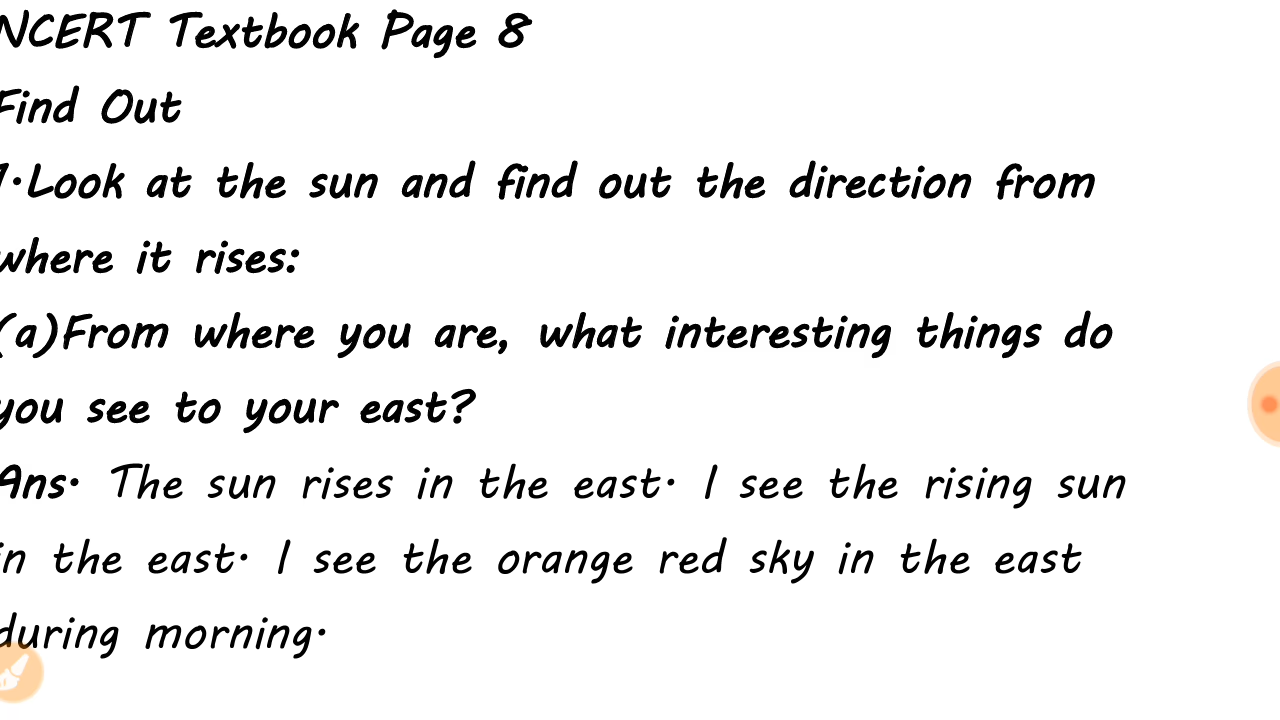 NCERT Textbook Page 8
Find Out
1.Look at the sun and find out the direction from
where it rises:
(a)From where you are, what interesting things do
you see to your east?
Ans. The sun rises in the east. I see the rising sun
in the east. I see the orange red sky in the east
during morning.